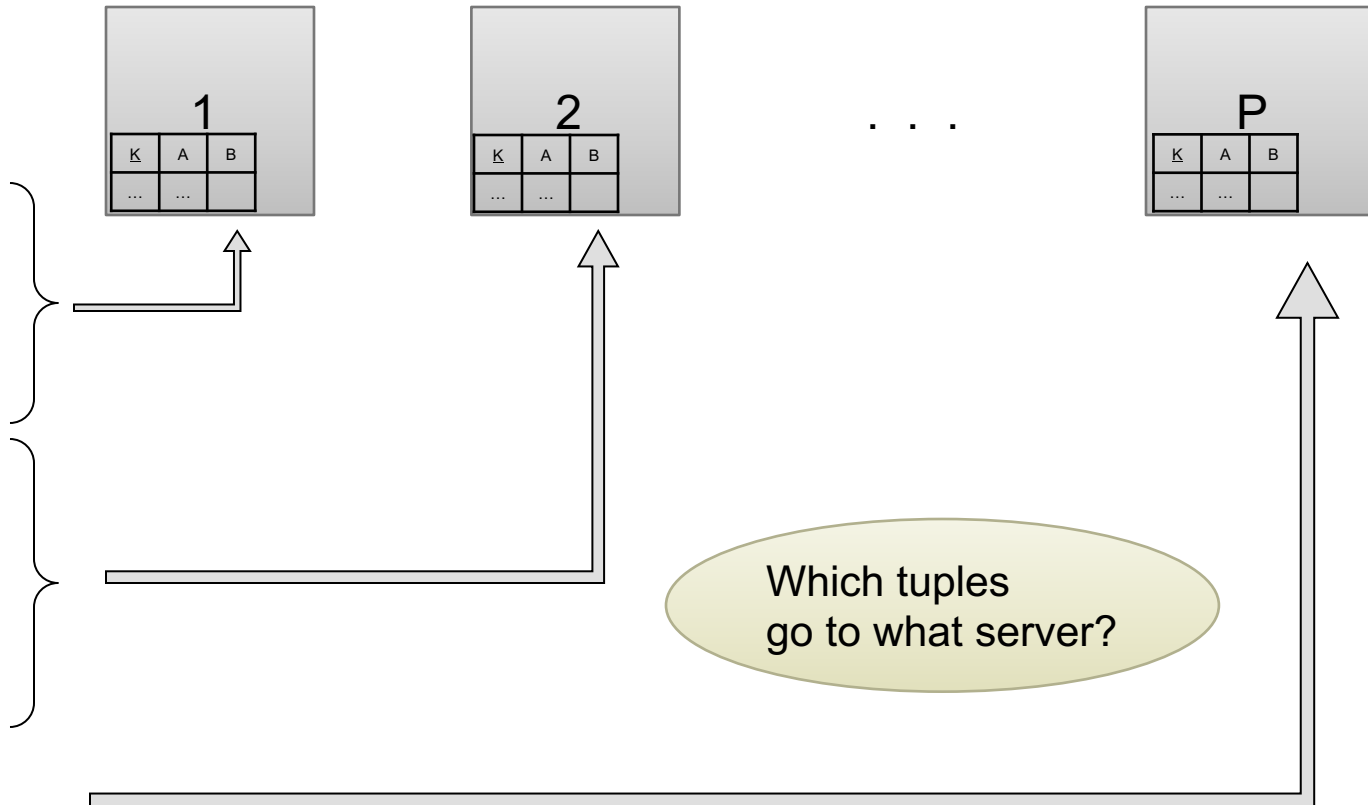 1
K A B
… …
2
K A B
… …
. . .
P
K A B
… …
Which tuples
go to what server?